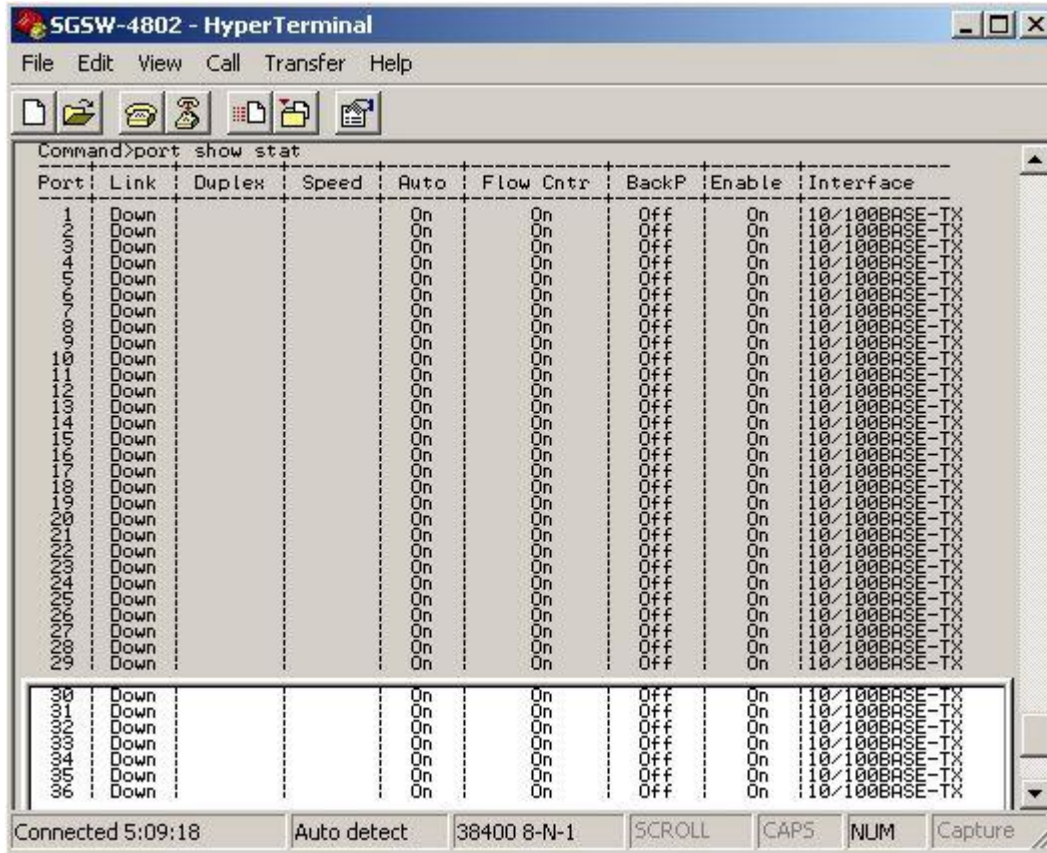 SGSW-4802 - HyperTerminal
File Edit View Call Transfer Help
Command>port show stat
Port¦ Link ¦ Duplex ¦ Speed ¦ Auto ¦ Flow Cntr ¦ BackP ¦Enable ¦Interface
1 ¦ Down ¦ ¦ ¦ On ¦ On ¦ Off ¦ On ¦10/100BASE-TX
2 ¦ Down ¦ ¦ ¦ On ¦ On ¦ Off ¦ On ¦10/100BASE-TX
3 ¦ Down ¦ ¦ ¦ On ¦ On ¦ Off ¦ On ¦10/100BASE-TX
4 ¦ Down ¦ ¦ ¦ On ¦ On ¦ Off ¦ On ¦10/100BASE-TX
5 ¦ Down ¦ ¦ ¦ On ¦ On ¦ Off ¦ On ¦10/100BASE-TX
6 ¦ Down ¦ ¦ ¦ On ¦ On ¦ Off ¦ On ¦10/100BASE-TX
7 ¦ Down ¦ ¦ ¦ On ¦ On ¦ Off ¦ On ¦10/100BASE-TX
8 ¦ Down ¦ ¦ ¦ On ¦ On ¦ Off ¦ On ¦10/100BASE-TX
9 ¦ Down ¦ ¦ ¦ On ¦ On ¦ Off ¦ On ¦10/100BASE-TX
10 ¦ Down ¦ ¦ ¦ On ¦ On ¦ Off ¦ On ¦10/100BASE-TX
11 ¦ Down ¦ ¦ ¦ On ¦ On ¦ Off ¦ On ¦10/100BASE-TX
12 ¦ Down ¦ ¦ ¦ On ¦ On ¦ Off ¦ On ¦10/100BASE-TX
13 ¦ Down ¦ ¦ ¦ On ¦ On ¦ Off ¦ On ¦10/100BASE-TX
14 ¦ Down ¦ ¦ ¦ On ¦ On ¦ Off ¦ On ¦10/100BASE-TX
15 ¦ Down ¦ ¦ ¦ On ¦ On ¦ Off ¦ On ¦10/100BASE-TX
16 ¦ Down ¦ ¦ ¦ On ¦ On ¦ Off ¦ On ¦10/100BASE-TX
17 ¦ Down ¦ ¦ ¦ On ¦ On ¦ Off ¦ On ¦10/100BASE-TX
18 ¦ Down ¦ ¦ ¦ On ¦ On ¦ Off ¦ On ¦10/100BASE-TX
19 ¦ Down ¦ ¦ ¦ On ¦ On ¦ Off ¦ On ¦10/100BASE-TX
20 ¦ Down ¦ ¦ ¦ On ¦ On ¦ Off ¦ On ¦10/100BASE-TX
21 ¦ Down ¦ ¦ ¦ On ¦ On ¦ Off ¦ On ¦10/100BASE-TX
22 ¦ Down ¦ ¦ ¦ On ¦ On ¦ Off ¦ On ¦10/100BASE-TX
23 ¦ Down ¦ ¦ ¦ On ¦ On ¦ Off ¦ On ¦10/100BASE-TX
24 ¦ Down ¦ ¦ ¦ On ¦ On ¦ Off ¦ On ¦10/100BASE-TX
25 ¦ Down ¦ ¦ ¦ On ¦ On ¦ Off ¦ On ¦10/100BASE-TX
26 ¦ Down ¦ ¦ ¦ On ¦ On ¦ Off ¦ On ¦10/100BASE-TX
27 ¦ Down ¦ ¦ ¦ On ¦ On ¦ Off ¦ On ¦10/100BASE-TX
28 ¦ Down ¦ ¦ ¦ On ¦ On ¦ Off ¦ On ¦10/100BASE-TX
29 ¦ Down ¦ ¦ ¦ On ¦ On ¦ Off ¦ On ¦10/100BASE-TX
30 ¦ Down ¦ ¦ ¦ On ¦ On ¦ Off ¦ On ¦10/100BASE-TX
31 ¦ Down ¦ ¦ ¦ On ¦ On ¦ Off ¦ On ¦10/100BASE-TX
32 ¦ Down ¦ ¦ ¦ On ¦ On ¦ Off ¦ On ¦10/100BASE-TX
33 ¦ Down ¦ ¦ ¦ On ¦ On ¦ Off ¦ On ¦10/100BASE-TX
34 ¦ Down ¦ ¦ ¦ On ¦ On ¦ Off ¦ On ¦10/100BASE-TX
35 ¦ Down ¦ ¦ ¦ On ¦ On ¦ Off ¦ On ¦10/100BASE-TX
36 ¦ Down ¦ ¦ ¦ On ¦ On ¦ Off ¦ On ¦10/100BASE-TX
Connected 5:09:18 Auto detect 38400 8-N-1 SCROLL CAPS NUM Capture